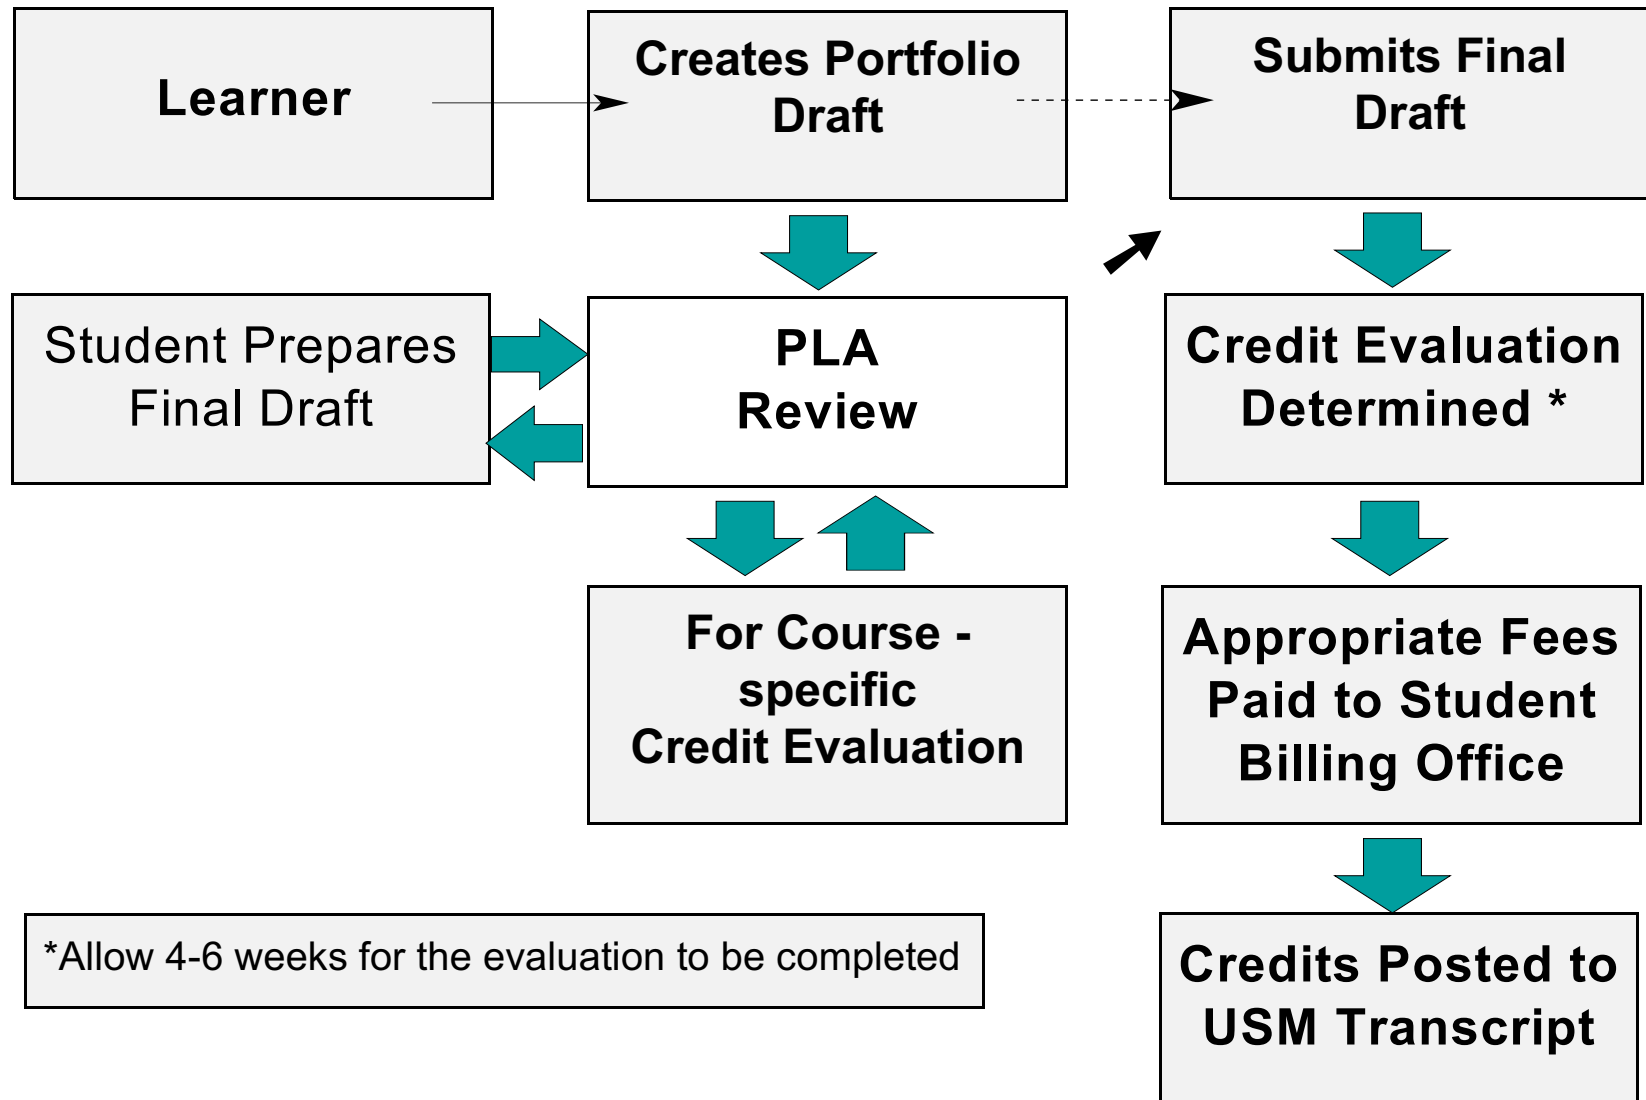 Learner
Creates Portfolio
Draft
Submits Final
Draft
Student Prepares
Final Draft
PLA
Review
Credit Evaluation
Determined *
For Course -
specific
Credit Evaluation
Appropriate Fees
Paid to Student
Billing Office
*Allow 4-6 weeks for the evaluation to be completed
Credits Posted to
USM Transcript